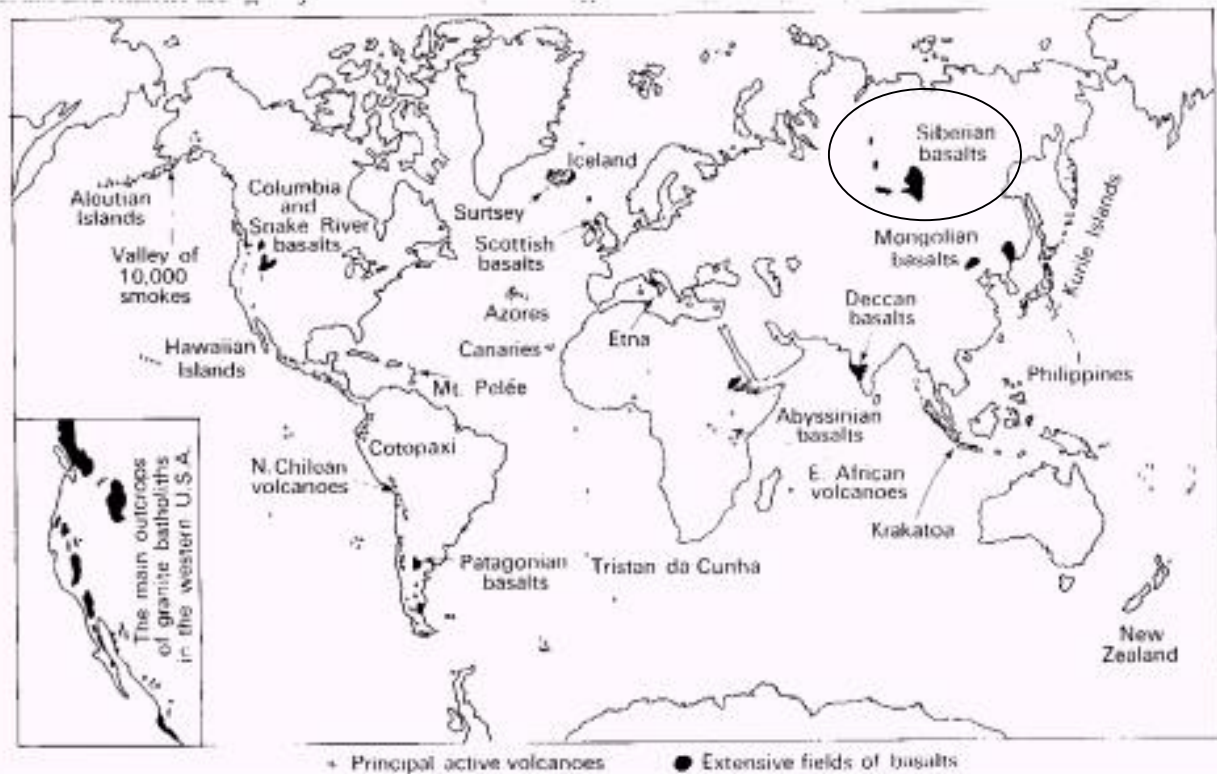 Siberian
basalts
Iceland
Aloutian
Islands
Columbia
and
Snake River
basalts
Surtsey
Scottish
basalts
Valley of
10,000
smokes
Mongolian
basalts
Kurile Islands
Azores
Deccan
basalts
Etna
Canaries
Hawaiian
Islands
Mt. Pelée
Philippines
Abyssinian
basalts
Cotopaxi
N. Chilean
volcanoes
E. African
volcanoes
Krakatoa
The main outcrops
of granite batholiths
in the western U.S.A.
Patagonian
basalts
Tristan da Cunha
New
Zealand
Principal active volcanoes
Extensive fields of basalts